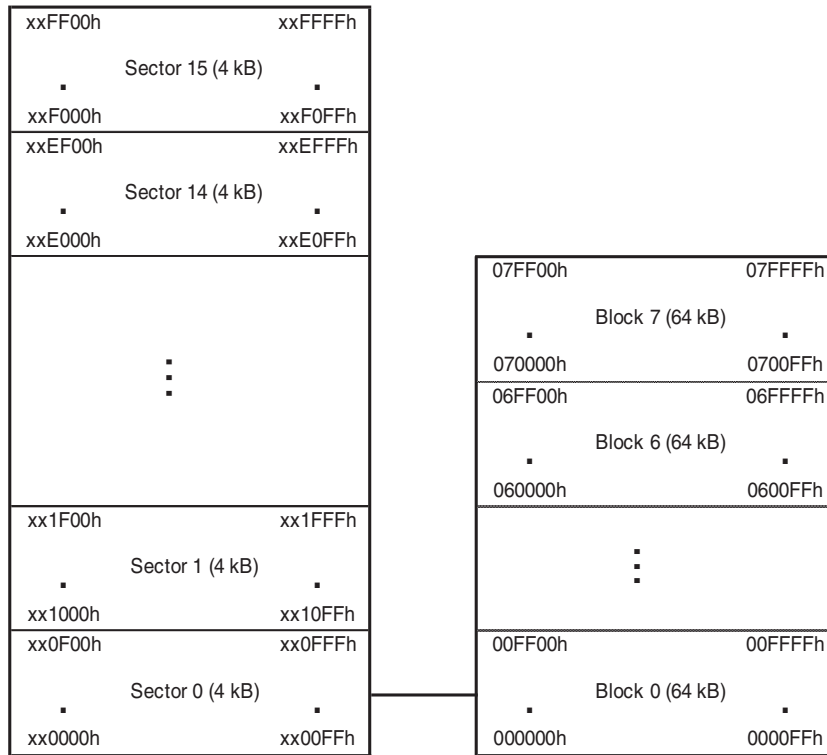 xxFF00h xxFFFFh
Sector 15 (4 kB)
xxF000h xxF0FFh
xxEF00h xxEFFFh
Sector 14 (4 kB)
xxE000h xxE0FFh
xx1F00h xx1FFFh
Sector 1 (4 kB)
xx1000h xx10FFh
xx0F00h xx0FFFh
Sector 0 (4 kB)
xx0000h xx00FFh
07FF00h 07FFFFh
Block 7 (64 kB)
070000h 0700FFh
06FF00h 06FFFFh
Block 6 (64 kB)
060000h 0600FFh
00FF00h 00FFFFh
Block 0 (64 kB)
000000h 0000FFh